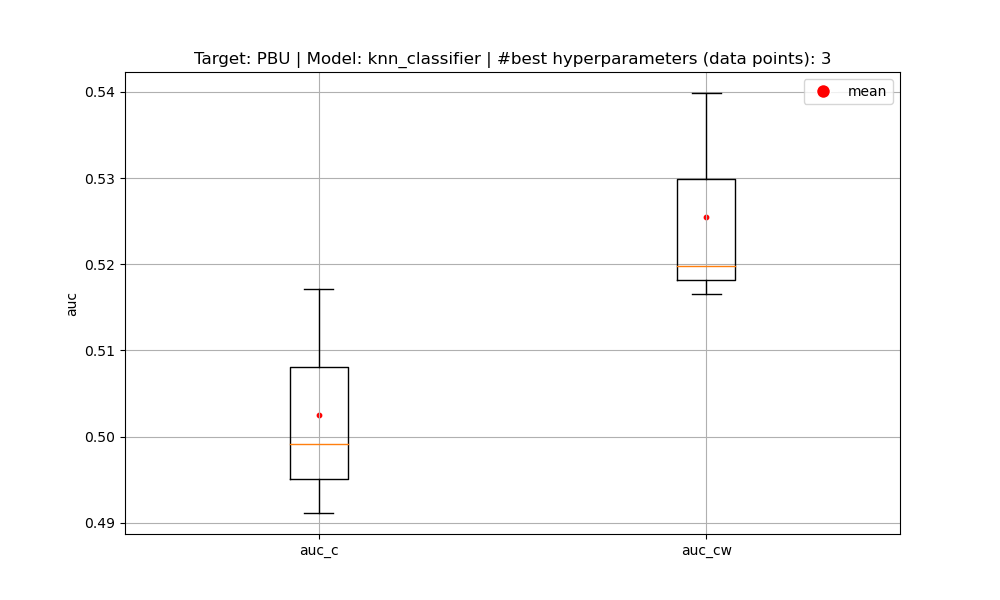 Target: PBU | Model: knn_classifier | #best hyperparameters (data points): 3
mean
0.54
0.53
0.52
0.51
0.50
0.49
auc
auc_c
auc_cw